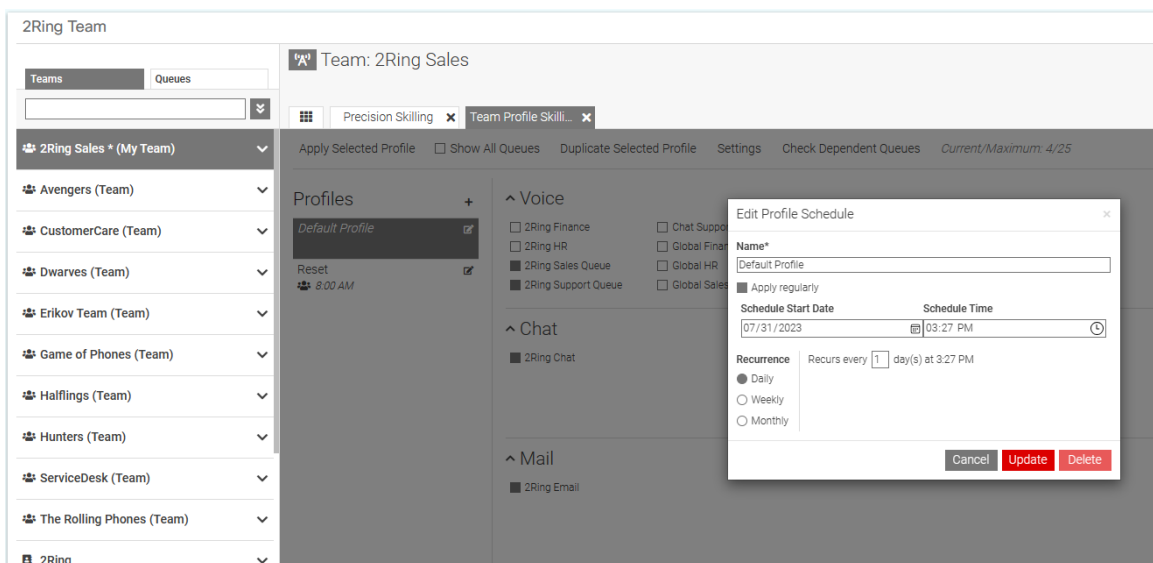 2Ring Team
Teams
Queues
2Ring Sales * (My Team)
Avengers (Team)
CustomerCare (Team)
Dwarves (Team)
Erikov Team (Team)
Game of Phones (Team)
Halflings (Team)
Hunters (Team)
ServiceDesk (Team)
The Rolling Phones (Team)
2Ring
Team: 2Ring Sales
Precision Skilling
Team Profile Skilli...
Apply Selected Profile Show All Queues Duplicate Selected Profile Settings Check Dependent Queues Current/Maximum: 4/25
Profiles
Default Profile
Reset
8:00 AM
Voice
2Ring Finance
2Ring HR
2Ring Sales Queue
2Ring Support Queue
Chat Suppo
Global Finan
Global HR
Global Sales
Chat
2Ring Chat
Mail
2Ring Email
Edit Profile Schedule
Name*
Default Profile
Apply regularly
Schedule Start Date Schedule Time
07/31/2023 03:27 PM
Recurrence Recurs every 1 day(s) at 3:27 PM
Daily
Weekly
Monthly
Cancel Update Delete